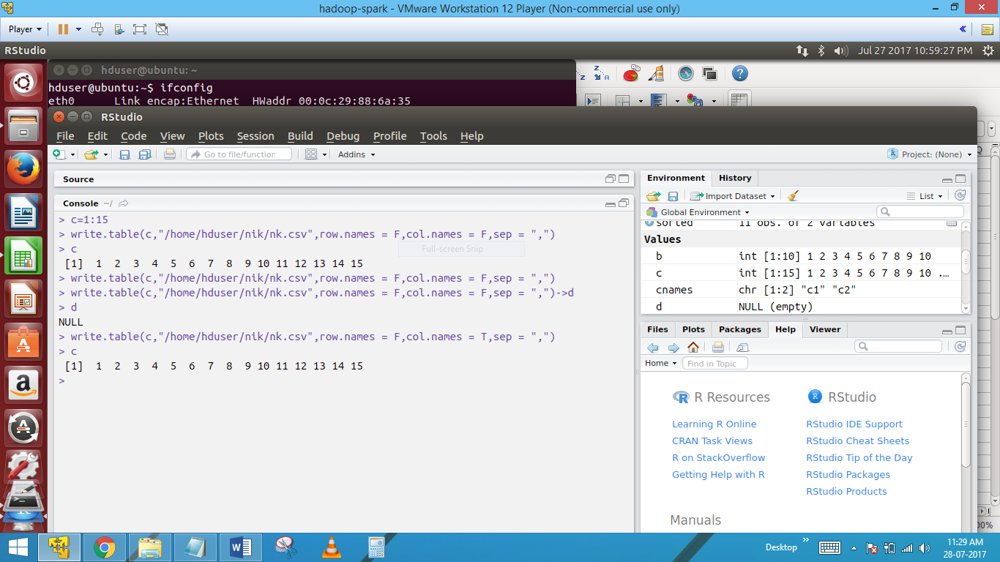 hadoop-spark - VMware Workstation 12 Player (Non-commercial use only)
Player
RStudio
Jul 27 2017 10:59:27 PM
hduser@ubuntu: ~
hduser@ubuntu:~$ ifconfig
eth0 Link encap:Ethernet HWaddr 00:0c:29:88:6a:35
RStudio
File Edit Code View Plots Session Build Debug Profile Tools Help
Go to file/function Addins Project: (None)
Source
Console ~/
> c=1:15
> write.table(c,"/home/hduser/nik/nk.csv",row.names = F,col.names = F,sep = ",")
> c
[1] 1 2 3 4 5 6 7 8 9 10 11 12 13 14 15
> write.table(c,"/home/hduser/nik/nk.csv",row.names = F,col.names = F,sep = ",")
> write.table(c,"/home/hduser/nik/nk.csv",row.names = F,col.names = F,sep = ",")->d
> d
NULL
> write.table(c,"/home/hduser/nik/nk.csv",row.names = F,col.names = T,sep = ",")
> c
[1] 1 2 3 4 5 6 7 8 9 10 11 12 13 14 15
>
Full-screen Snip
Environment History
Import Dataset List
Global Environment
sorted 11 obs. of 2 variables
Values
b int [1:10] 1 2 3 4 5 6 7 8 9 10
c int [1:15] 1 2 3 4 5 6 7 8 9 10 ...
cnames chr [1:2] "c1" "c2"
d NULL (empty)
Files Plots Packages Help Viewer
Home Find in Topic
R Resources
Learning R Online
CRAN Task Views
R on StackOverflow
Getting Help with R
RStudio
RStudio IDE Support
RStudio Cheat Sheets
RStudio Tip of the Day
RStudio Packages
RStudio Products
Manuals
Desktop
11:29 AM
28-07-2017